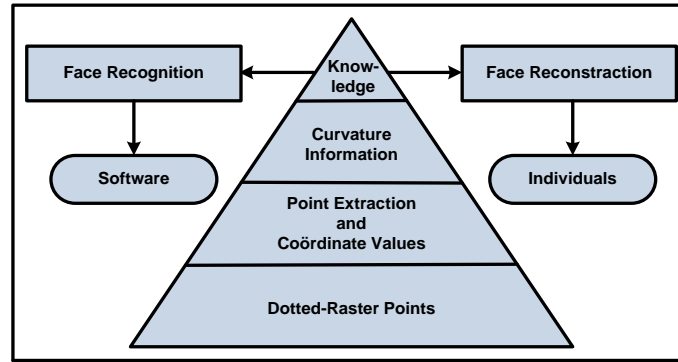 Know-
ledge
Face Recognition
Face Reconstraction
Curvature
Information
Software
Individuals
Point Extraction
and
Coördinate Values
Dotted-Raster Points